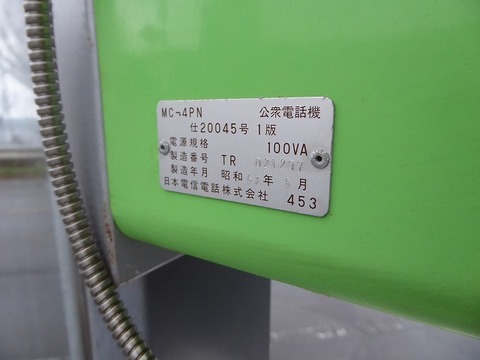 MC¬4PN 公衆電話機
仕20045号 1版
電源規格 100VA
製造番号 TR
製造年月 昭和 年 月
日本電信電話株式会社 453